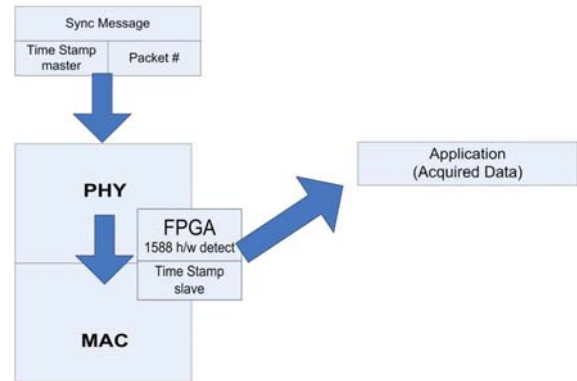 Sync Message
Time Stamp
master
Packet #
PHY
FPGA
1588 h/w detect
Time Stamp
slave
MAC
Application
(Acquired Data)